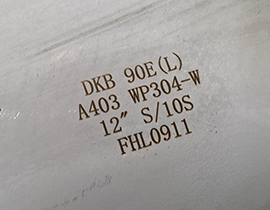 DKB 90E(L)
A403 WP304-W
12" S/10S
FHL0911